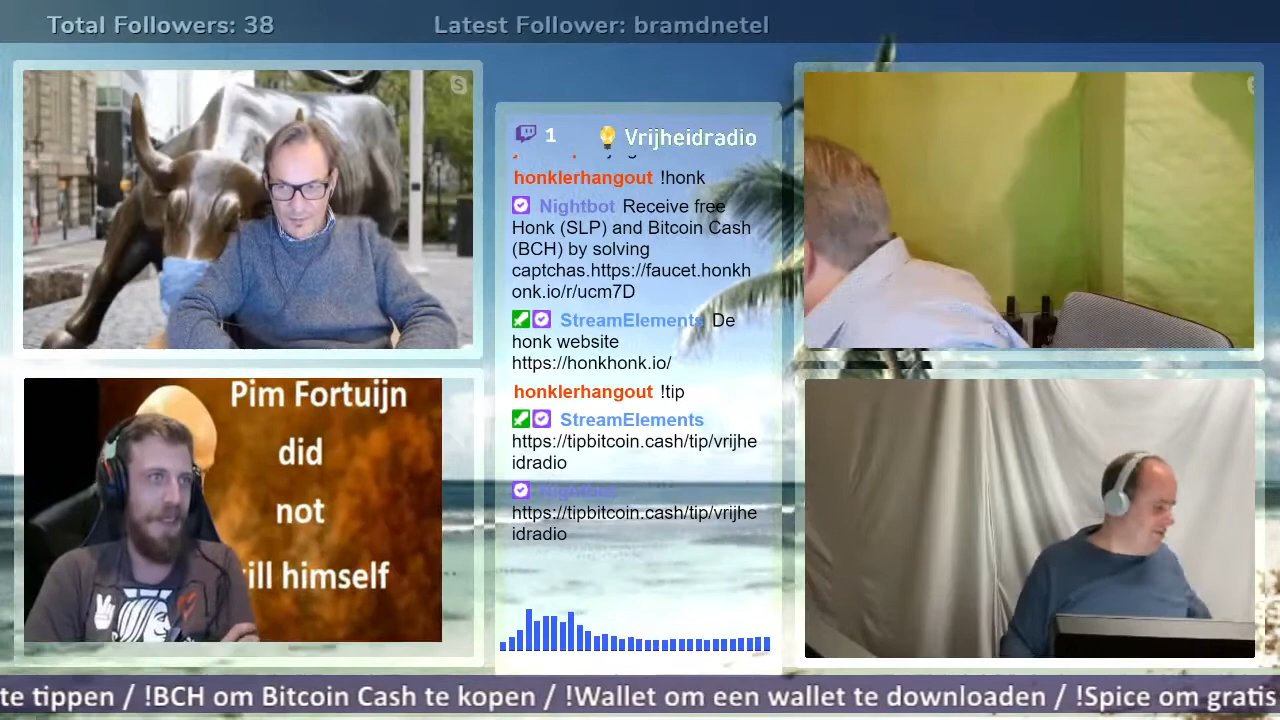 Total Followers: 38
Latest Follower: bramdnetel
1
Vrijheidradio
honklerhangout !honk
Nightbot Receive free
Honk (SLP) and Bitcoin Cash
(BCH) by solving
captchas.https://faucet.honkh
onk.io/r/ucm7D
StreamElements De
honk website
https://honkhonk.io/
honklerhangout !tip
StreamElements
https://tipbitcoin.cash/tip/vrijhe
idradio
Nightbot
https://tipbitcoin.cash/tip/vrijhe
idradio
Pim Fortuijn
did
not
ill himself
te tippen / !BCH om Bitcoin Cash te kopen / !Wallet om een wallet te downloaden / !Spice om gratis